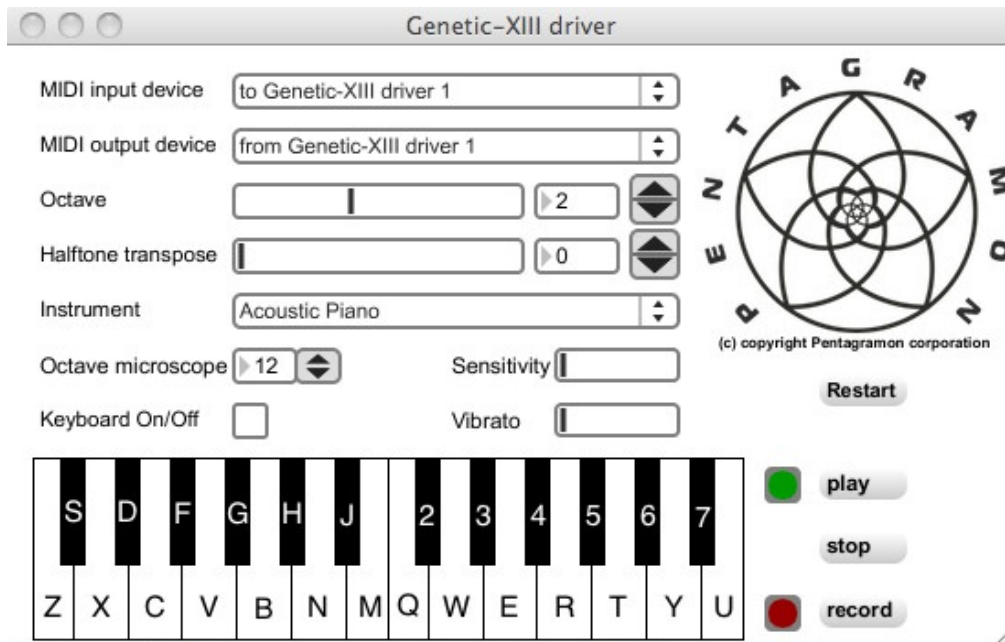 Genetic-XIII driver
MIDI input device to Genetic-XIII driver 1
MIDI output device from Genetic-XIII driver 1
Octave 2
Halftone transpose 0
Instrument Acoustic Piano
Octave microscope 12 Sensitivity
Keyboard On/Off Vibrato
PENTAGRAMON
(c) copyright Pentagramon corporation
Restart
S D F G H J 2 3 4 5 6 7
Z X C V B N M Q W E R T Y U
play
stop
record